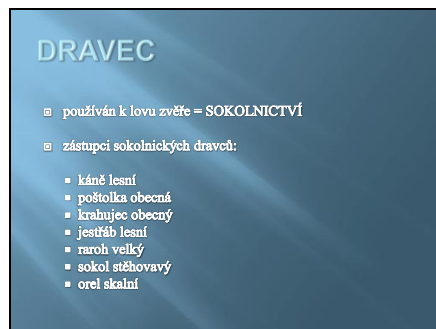 DRAVEC
používán k lovu zvěře = SOKOLNICTVÍ
zástupci sokolnických dravců:
káně lesní
poštolka obecná
krahujec obecný
jestřáb lesní
raroh velký
sokol stěhovavý
orel skalní